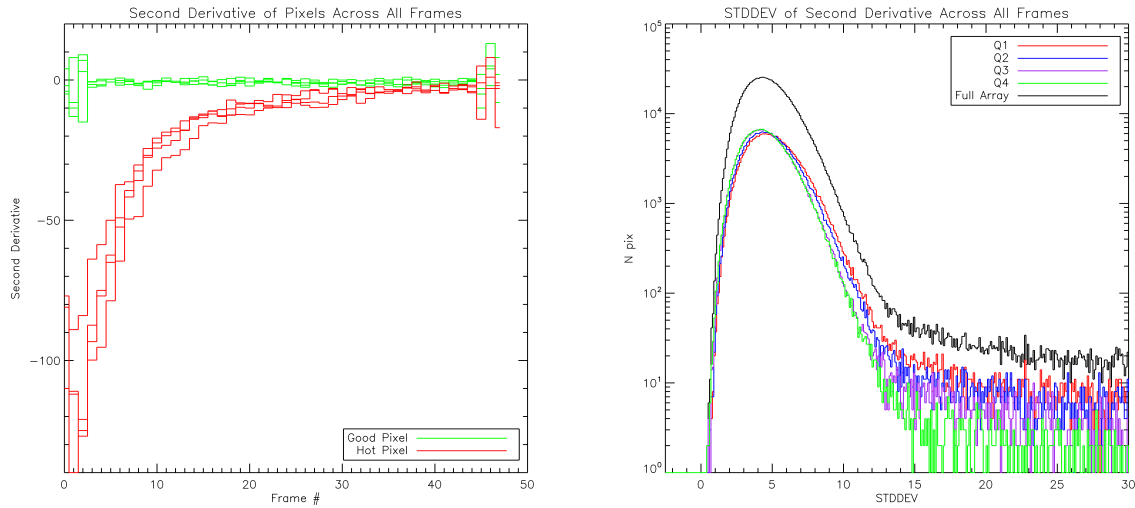 Second Derivative of Pixels Across All Frames
Second Derivative
0
-50
-100
Good Pixel
Hot Pixel
0 10 20 30 40 50
Frame #
STDDEV of Second Derivative Across All Frames
N pix
10^5
10^4
10^3
10^2
10^1
10^0
Q1
Q2
Q3
Q4
Full Array
0 5 10 15 20 25 30
STDDEV